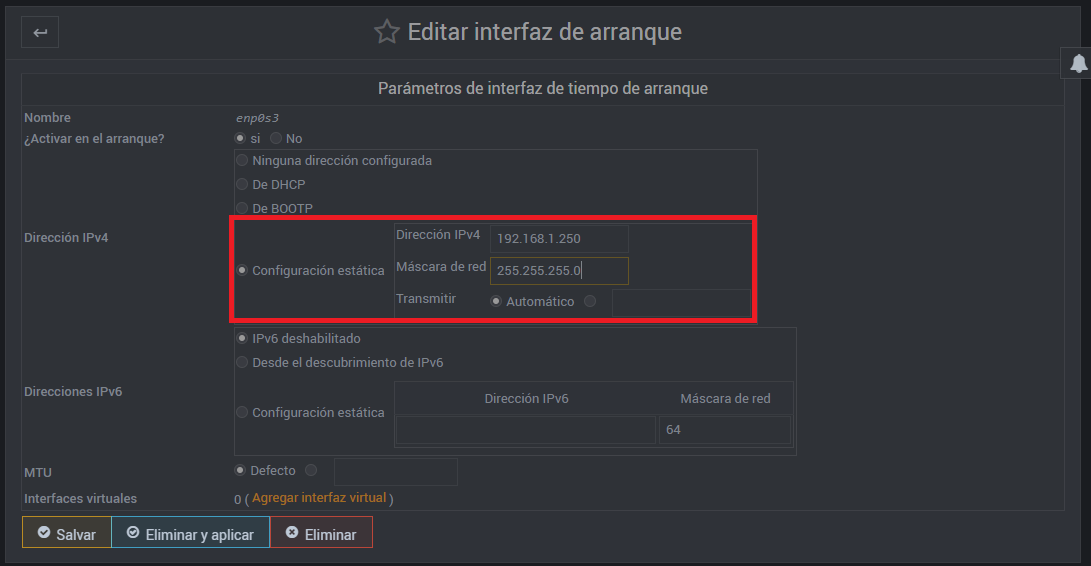 Editar interfaz de arranque
Parámetros de interfaz de tiempo de arranque
Nombre enp0s3
¿Activar en el arranque? si No
Dirección IPv4
Ninguna dirección configurada
De DHCP
De BOOTP
Configuración estática
Dirección IPv4 192.168.1.250
Máscara de red 255.255.255.0
Transmitir Automático
Direcciones IPv6
IPv6 deshabilitado
Desde el descubrimiento de IPv6
Configuración estática
Dirección IPv6 Máscara de red
64
MTU Defecto
Interfaces virtuales 0 ( Agregar interfaz virtual )
Salvar Eliminar y aplicar Eliminar